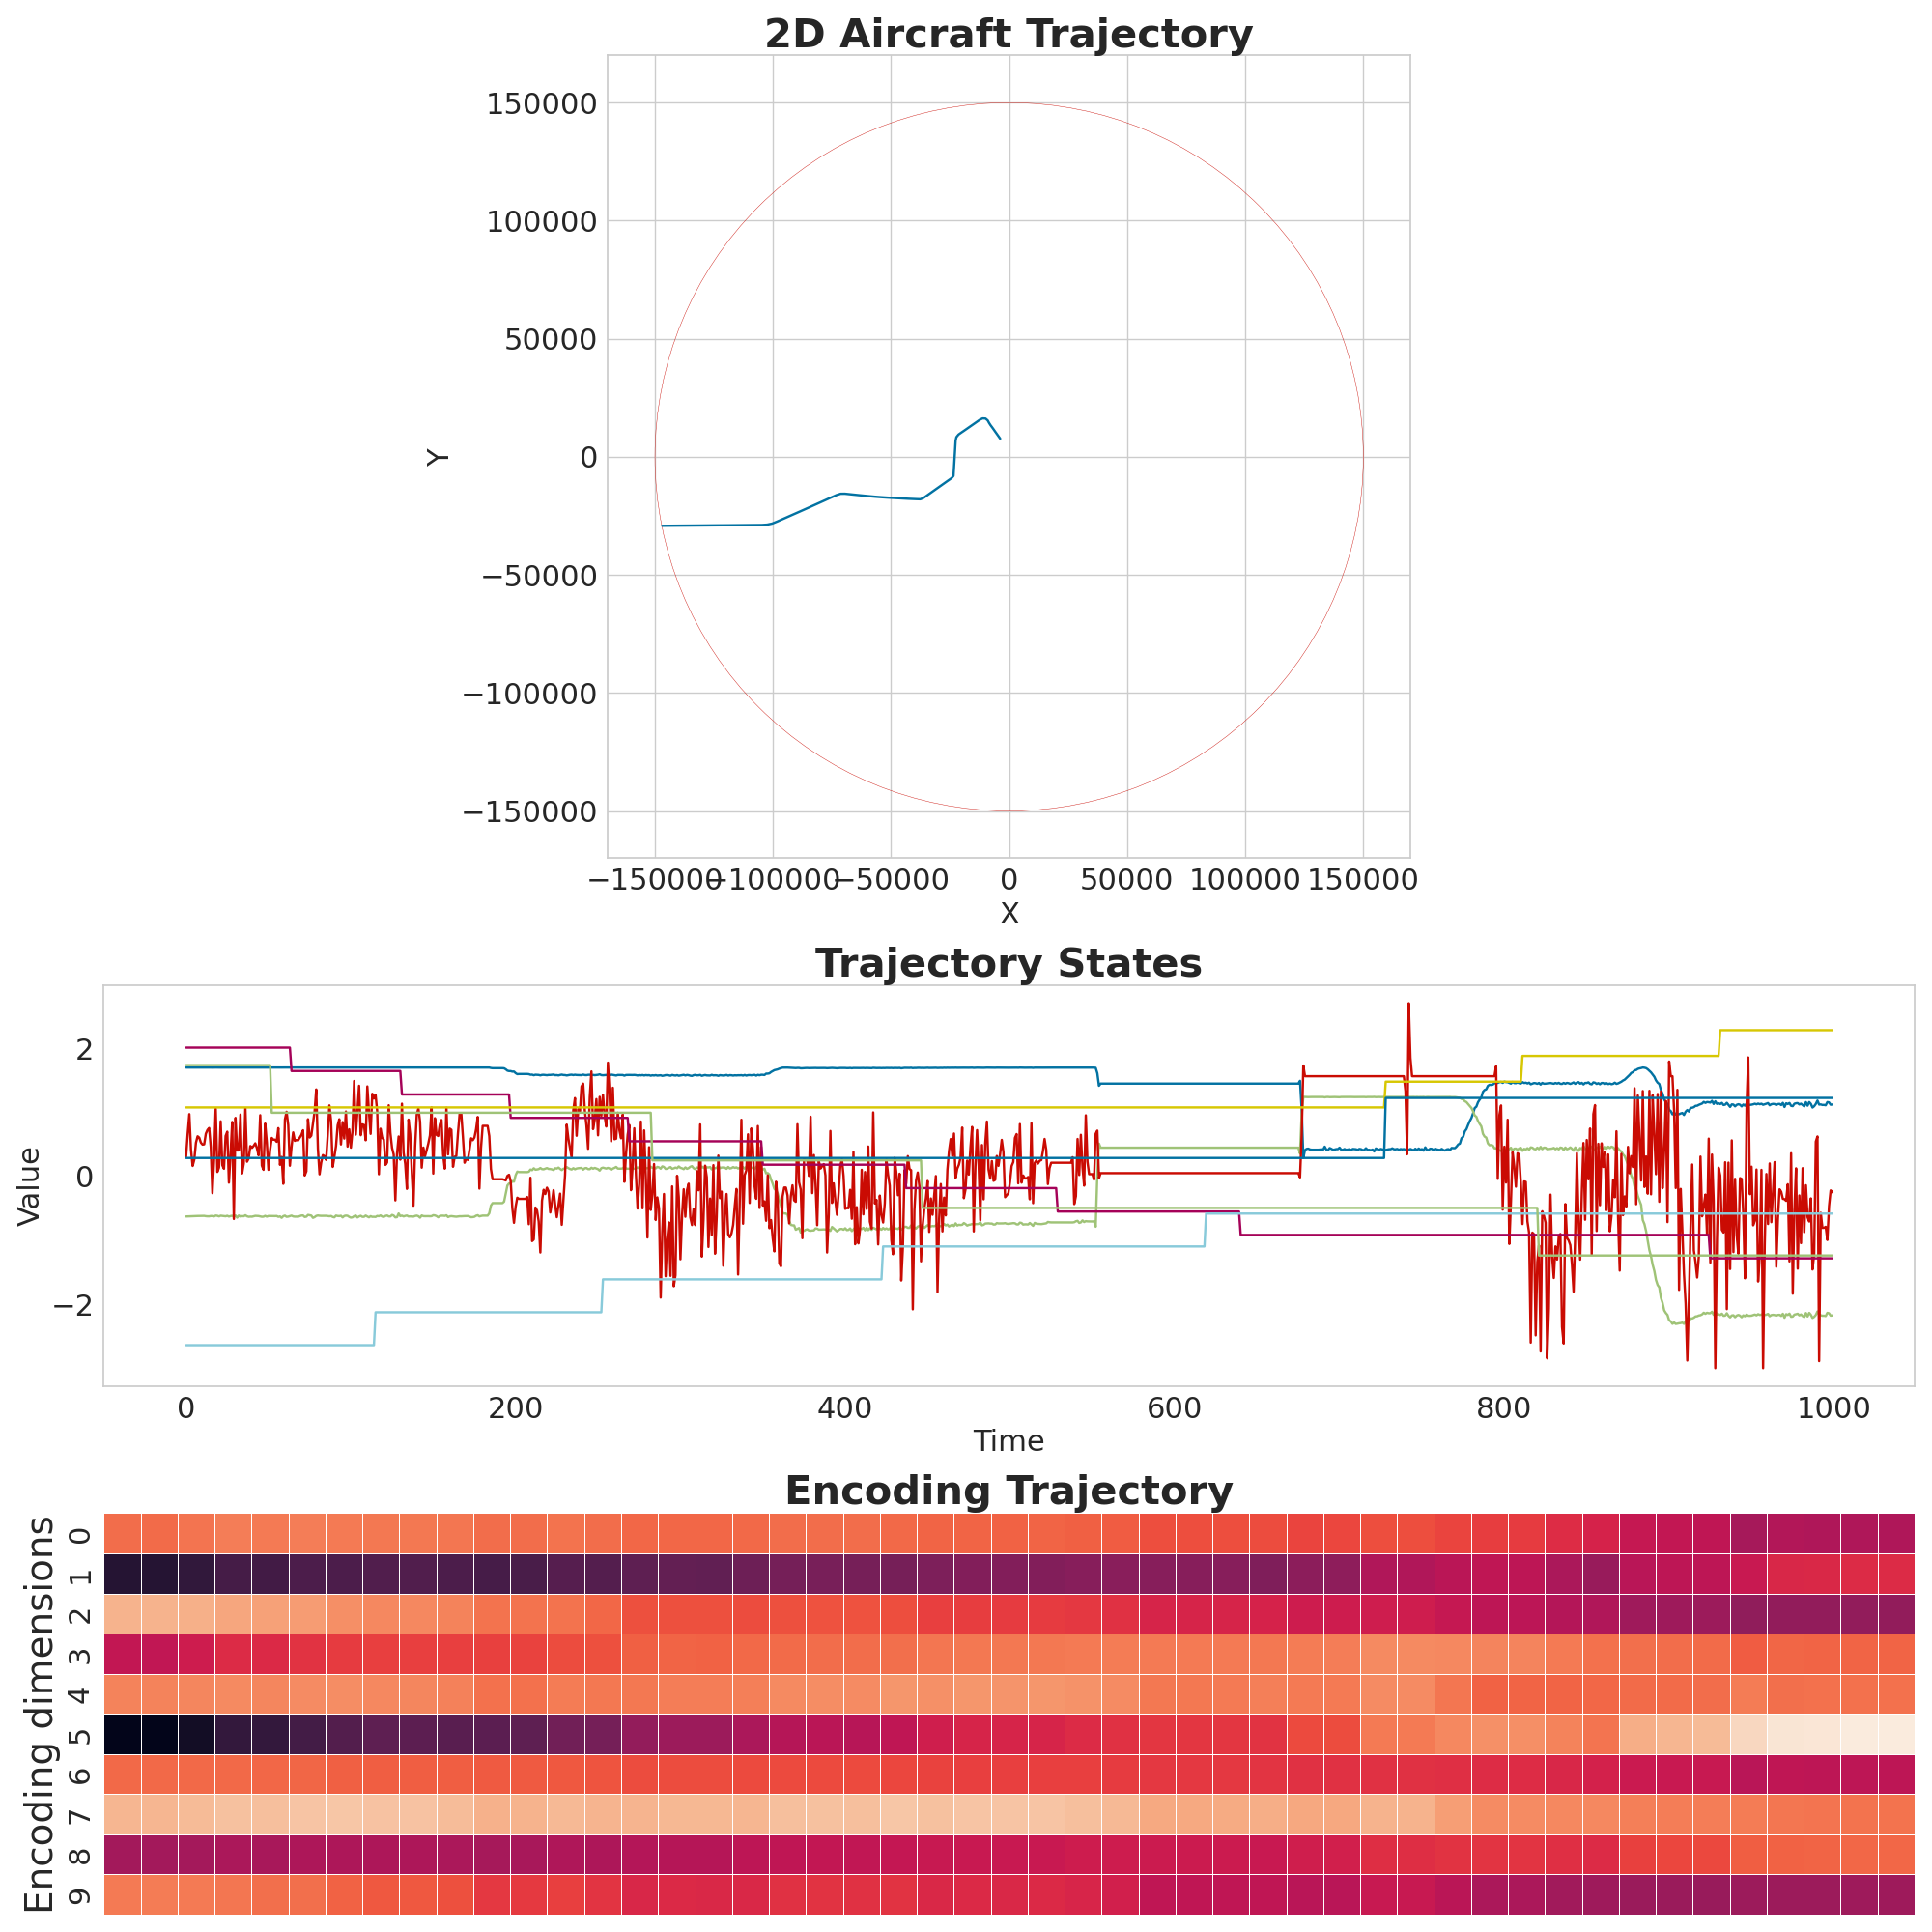 2D Aircraft Trajectory
150000
100000
50000
0
−50000
−100000
−150000
Y
−150000 −100000 −50000 0 50000 100000 150000
X
Trajectory States
2
0
−2
Value
0 200 400 600 800 1000
Time
Encoding Trajectory
Encoding dimensions
0
1
2
3
4
5
6
7
8
9